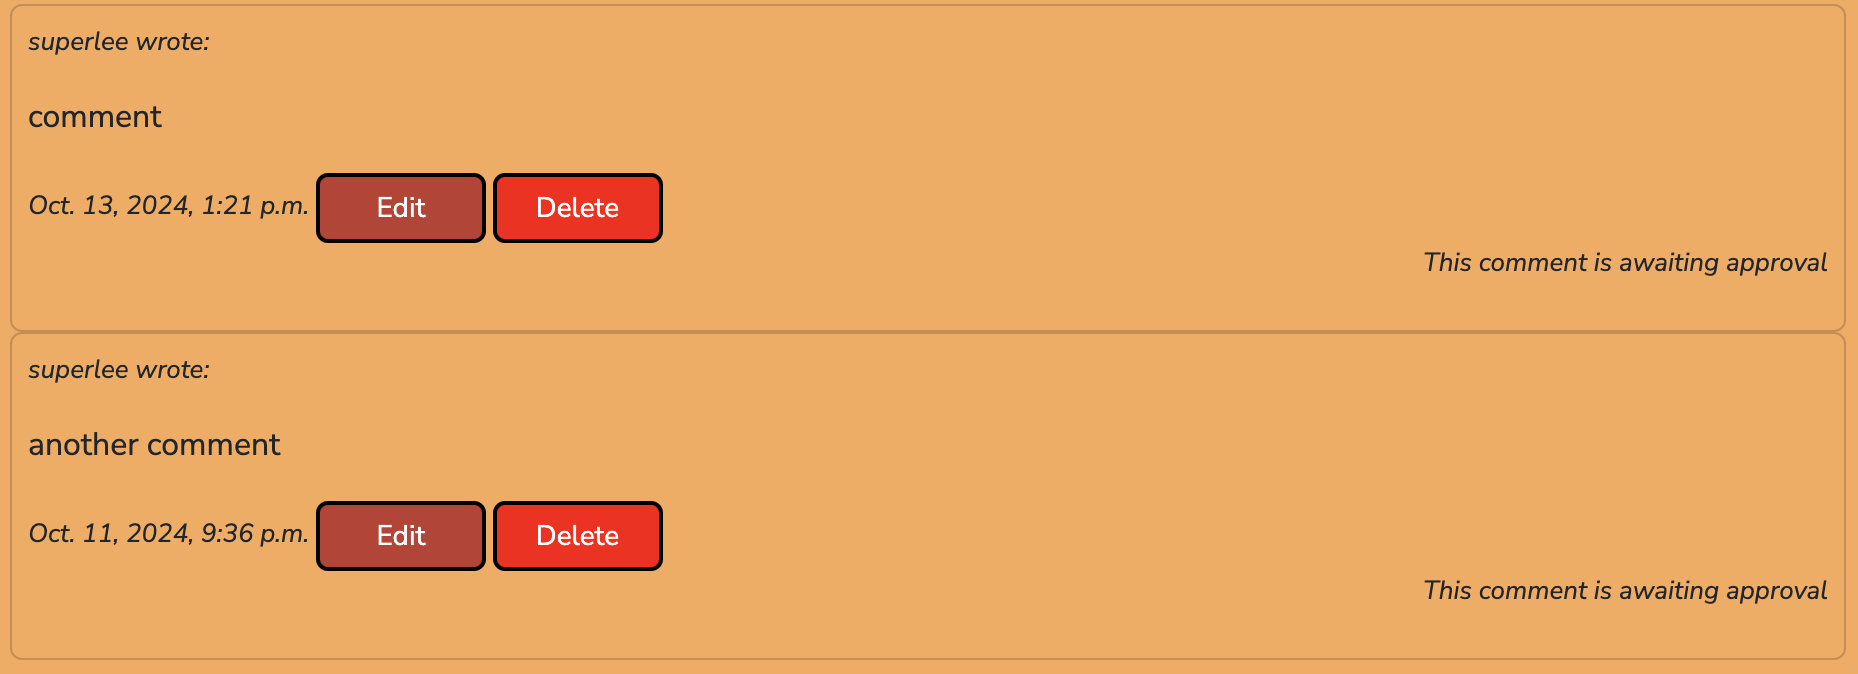 superlee wrote:
comment
Oct. 13, 2024, 1:21 p.m. Edit Delete
This comment is awaiting approval
superlee wrote:
another comment
Oct. 11, 2024, 9:36 p.m. Edit Delete
This comment is awaiting approval